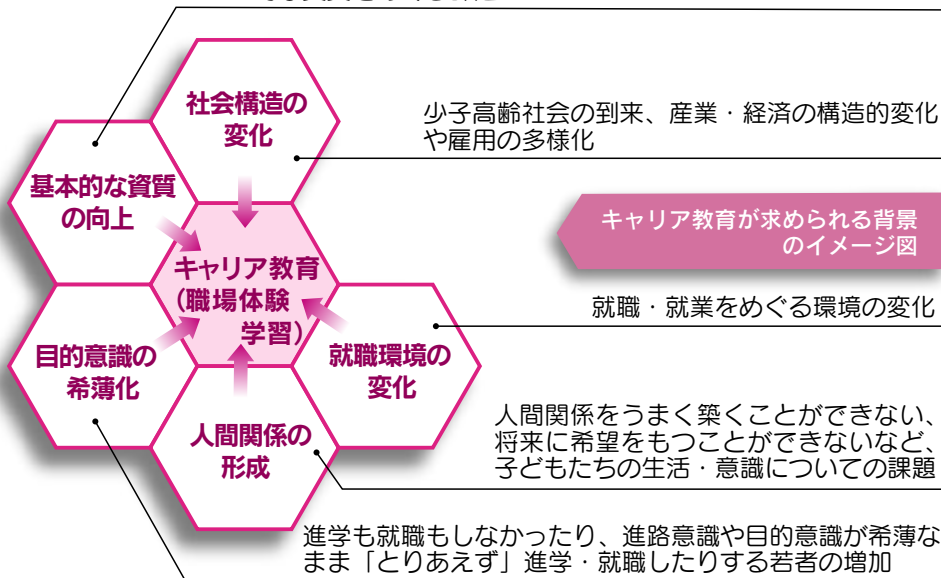 社会構造の
変化
少子高齢社会の到来、産業・経済の構造的変化
や雇用の多様化
基本的な資質
の向上
キャリア教育が求められる背景
のイメージ図
キャリア教育
（職場体験
学習）
就職・就業をめぐる環境の変化
目的意識の
希薄化
就職環境の
変化
人間関係の
形成
人間関係をうまく築くことができない、
将来に希望をもつことができないなど、
子どもたちの生活・意識についての課題
進学も就職もしなかったり、進路意識や目的意識が希薄な
まま「とりあえず」進学・就職したりする若者の増加